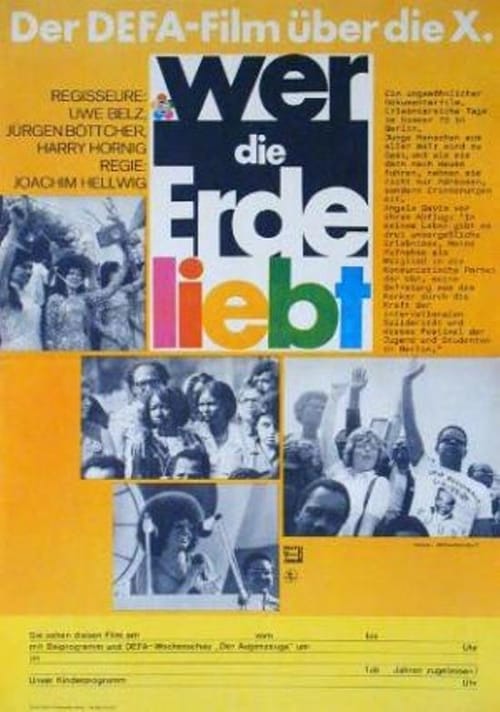 Der DEFA-Film über die X.
wer
die
Erde
liebt
REGISSEURE:
UWE BELZ,
JÜRGEN BÖTTCHER,
HARRY HORNIG
REGIE:
JOACHIM HELLWIG
Ein ungewöhnlicher
Dokumentarfilm.
Erlebnisreiche Tage
im Sommer 73 in
Berlin.
Junge Menschen aus
aller Welt sind zu
Gast, und als sie
dann nach Hause
fahren, nehmen sie
nicht nur Adressen,
sondern Erinnerungen
mit.
Angela Davis vor
ihrem Abflug: "In
meinem Leben gibt es
drei unvergeßliche
Erlebnisse, meine
Aufnahme als
Mitglied in die
Kommunistische Partei
der USA, meine
Befreiung aus dem
Kerker durch die
Kraft der
internationalen
Solidarität und
dieses Festival der
Jugend und Studenten
in Berlin."
Sie sehen diesen Film am vom bis
mit Beiprogramm und DEFA-Wochenschau „Der Augenzeuge" um Uhr
im
(ab Jahren zugelassen)
Unser Kinderprogramm Uhr